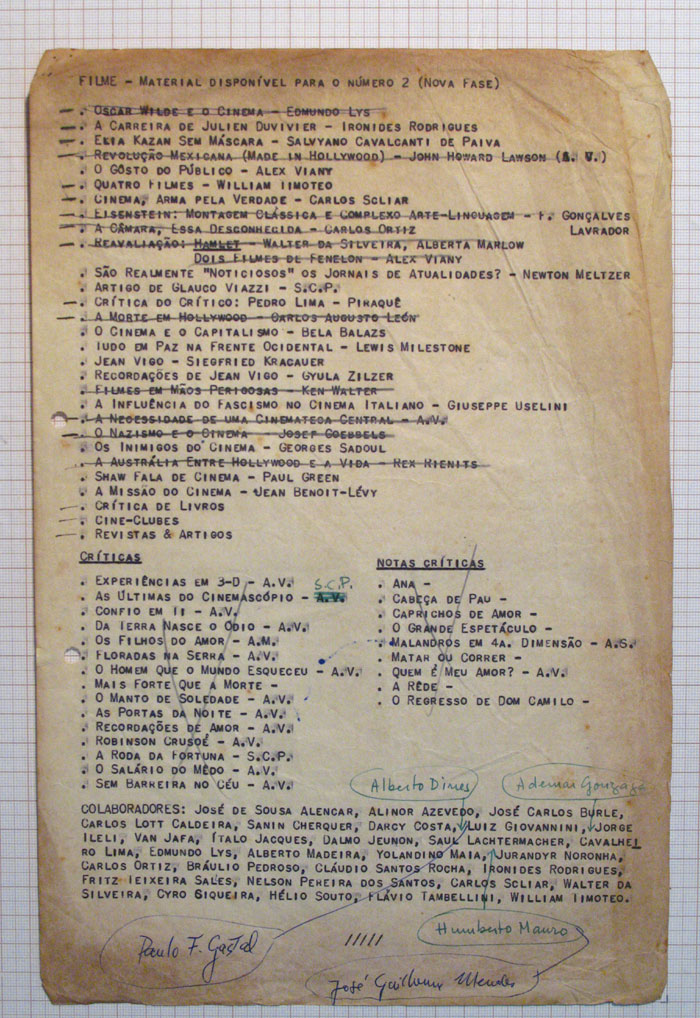 FILME - MATERIAL DISPONÍVEL PARA O NÚMERO 2 (NOVA FASE)
- . OSCAR WILDE E O CINEMA - EDMUNDO LYS
- . A CARREIRA DE JULIEN DUVIVIER - IRONIDES RODRIGUES
- . ELIA KAZAN SEM MÁSCARA - SALVYANO CAVALCANTI DE PAIVA
- . REVOLUÇÃO MEXICANA (MADE IN HOLLYWOOD) - JOHN HOWARD LAWSON (A. V.)
. O GÔSTO DO PÚBLICO - ALEX VIANY
- . QUATRO FILMES - WILLIAM TIMOTEO
- . CINEMA, ARMA PELA VERDADE - CARLOS SCLIAR
- . EISENSTEIN: MONTAGEM CLÁSSICA E COMPLEXO ARTE-LINGUAGEM - F. GONÇALVES
- . A CÂMARA, ESSA DESCONHECIDA - CARLOS ORTIZ LAVRADOR
- . REAVALIAÇÃO: HAMLET - WALTER DA SILVEIRA, ALBERTA MARLOW
DOIS FILMES DE FENELON - ALEX VIANY
. SÃO REALMENTE "NOTICIOSOS" OS JORNAIS DE ATUALIDADES? - NEWTON MELTZER
. ARTIGO DE GLAUCO VIAZZI - S.C.P.
- . CRÍTICA DO CRÍTICO: PEDRO LIMA - PIRAQUÊ
- . A MORTE EM HOLLYWOOD - CARLOS AUGUSTO LEÓN
. O CINEMA E O CAPITALISMO - BELA BALAZS
. TUDO EM PAZ NA FRENTE OCIDENTAL - LEWIS MILESTONE
. JEAN VIGO - SIEGFRIED KRACAUER
. RECORDAÇÕES DE JEAN VIGO - GYULA ZILZER
. FILMES EM MÃOS PERIGOSAS - KEN WALTER
. A INFLUÊNCIA DO FASCISMO NO CINEMA ITALIANO - GIUSEPPE USELINI
- . A NECESSIDADE DE UMA CINEMATECA CENTRAL - A.V.
- . O NAZISMO E O CINEMA - JOSEF GOEBBELS
. OS INIMIGOS DO CINEMA - GEORGES SADOUL
- . A AUSTRÁLIA ENTRE HOLLYWOOD E A VIDA - REX RIENITS
. SHAW FALA DE CINEMA - PAUL GREEN
. A MISSÃO DO CINEMA - JEAN BENOIT-LÉVY
- . CRÍTICA DE LIVROS
- . CINE-CLUBES
- . REVISTAS & ARTIGOS
CRÍTICAS
. EXPERIÊNCIAS EM 3-D - A.V. S.C.P.
. AS ULTIMAS DO CINEMASCÓPIO - A.V.
. CONFIO EM TI - A.V.
. DA TERRA NASCE O ODIO - A.V.
. OS FILHOS DO AMOR - A.M.
. FLORADAS NA SERRA - A.V.
. O HOMEM QUE O MUNDO ESQUECEU - A.V.
. MAIS FORTE QUE A MORTE -
. O MANTO DE SOLEDADE - A.V.
. AS PORTAS DA NOITE - A.V.
. RECORDAÇÕES DE AMOR - A.V.
. ROBINSON CRUSOÉ - A.V.
. A RODA DA FORTUNA - S.C.P.
. O SALÁRIO DO MÊDO - A.V.
. SEM BARREIRA NO CÉU - A.V.
NOTAS CRÍTICAS
. ANA -
. CABEÇA DE PAU -
. CAPRICHOS DE AMOR -
. O GRANDE ESPETÁCULO -
. MALANDROS EM 4A. DIMENSÃO - A.S.
. MATAR OU CORRER -
. QUEM É MEU AMOR? - A.V.
. A RÊDE -
. O REGRESSO DE DOM CAMILO -
Alberto Dines Ademar Gonzaga
COLABORADORES: JOSÉ DE SOUSA ALENCAR, ALINOR AZEVEDO, JOSÉ CARLOS BURLE,
CARLOS LOTT CALDEIRA, SANIN CHERQUER, DARCY COSTA, LUIZ GIOVANNINI, JORGE
ILELI, VAN JAFA, ÍTALO JACQUES, DALMO JEUNON, SAUL LACHTERMACHER, CAVALHEI
RO LIMA, EDMUNDO LYS, ALBERTO MADEIRA, YOLANDINO MAIA, JURANDYR NORONHA,
CARLOS ORTIZ, BRÁULIO PEDROSO, CLÁUDIO SANTOS ROCHA, IRONIDES RODRIGUES,
FRITZ TEIXEIRA SALES, NELSON PEREIRA DOS SANTOS, CARLOS SCLIAR, WALTER DA
SILVEIRA, CYRO SIQUEIRA, HÉLIO SOUTO, FLÁVIO TAMBELLINI, WILLIAM TIMOTEO.
Humberto Mauro
Paulo F. Gastal /////
José Guilherme Mendes